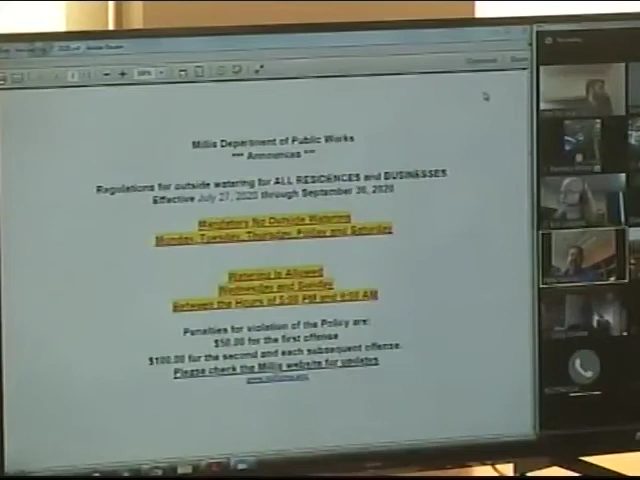 Millis Department of Public Works
*** Announces ***
Regulations for outside watering for ALL RESIDENCES and BUSINESSES
Effective July 27, 2020 through September 30, 2020
Mandatory No Outside Watering
Monday, Tuesday, Thursday, Friday and Saturday
Watering is Allowed
Wednesday and Sunday
Between the Hours of 5:00 PM and 9:00 AM
Penalties for violation of the Policy are:
$50.00 for the first offense
$100.00 for the second and each subsequent offense.
Please check the Millis website for updates